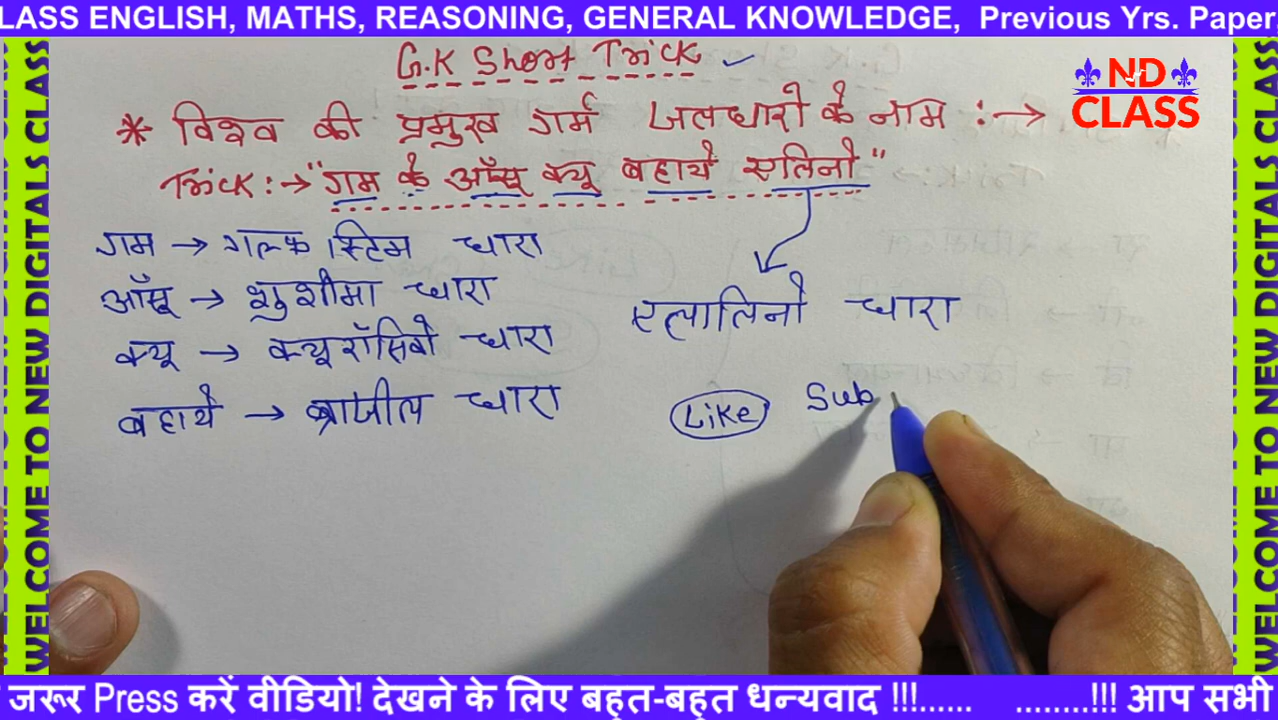 LASS ENGLISH, MATHS, REASONING, GENERAL KNOWLEDGE, Previous Yrs. Paper
G.K Short Trick
ND
CLASS
* विश्व की प्रमुख गर्म जलधारो के नाम :→
Trick :→ "गम के आँसू क्यू बहाये एलिनो"
गम → गल्फ स्टिम धारा
आँसू → शुशीमा धारा
एलालिनो धारा
क्यू → क्यूरॉसिवो धारा
बहाये → ब्राजील धारा
Like Sub
WELCOME TO NEW DIGITALS CLASS
WELCOME TO NEW DIGITALS CLASS
जरूर Press करें वीडियो! देखने के लिए बहुत-बहुत धन्यवाद !!!...... ........!!! आप सभी